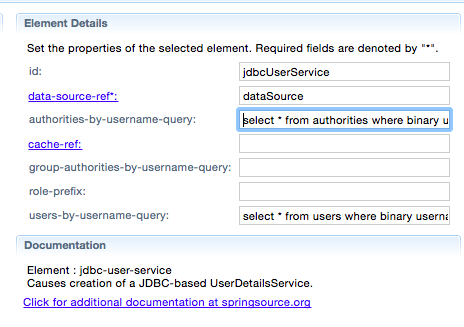 Element Details
Set the properties of the selected element. Required fields are denoted by "*".
id: jdbcUserService
data-source-ref*: dataSource
authorities-by-username-query: select * from authorities where binary u
cache-ref:
group-authorities-by-username-query:
role-prefix:
users-by-username-query: select * from users where binary userna
Documentation
Element : jdbc-user-service
Causes creation of a JDBC-based UserDetailsService.
Click for additional documentation at springsource.org